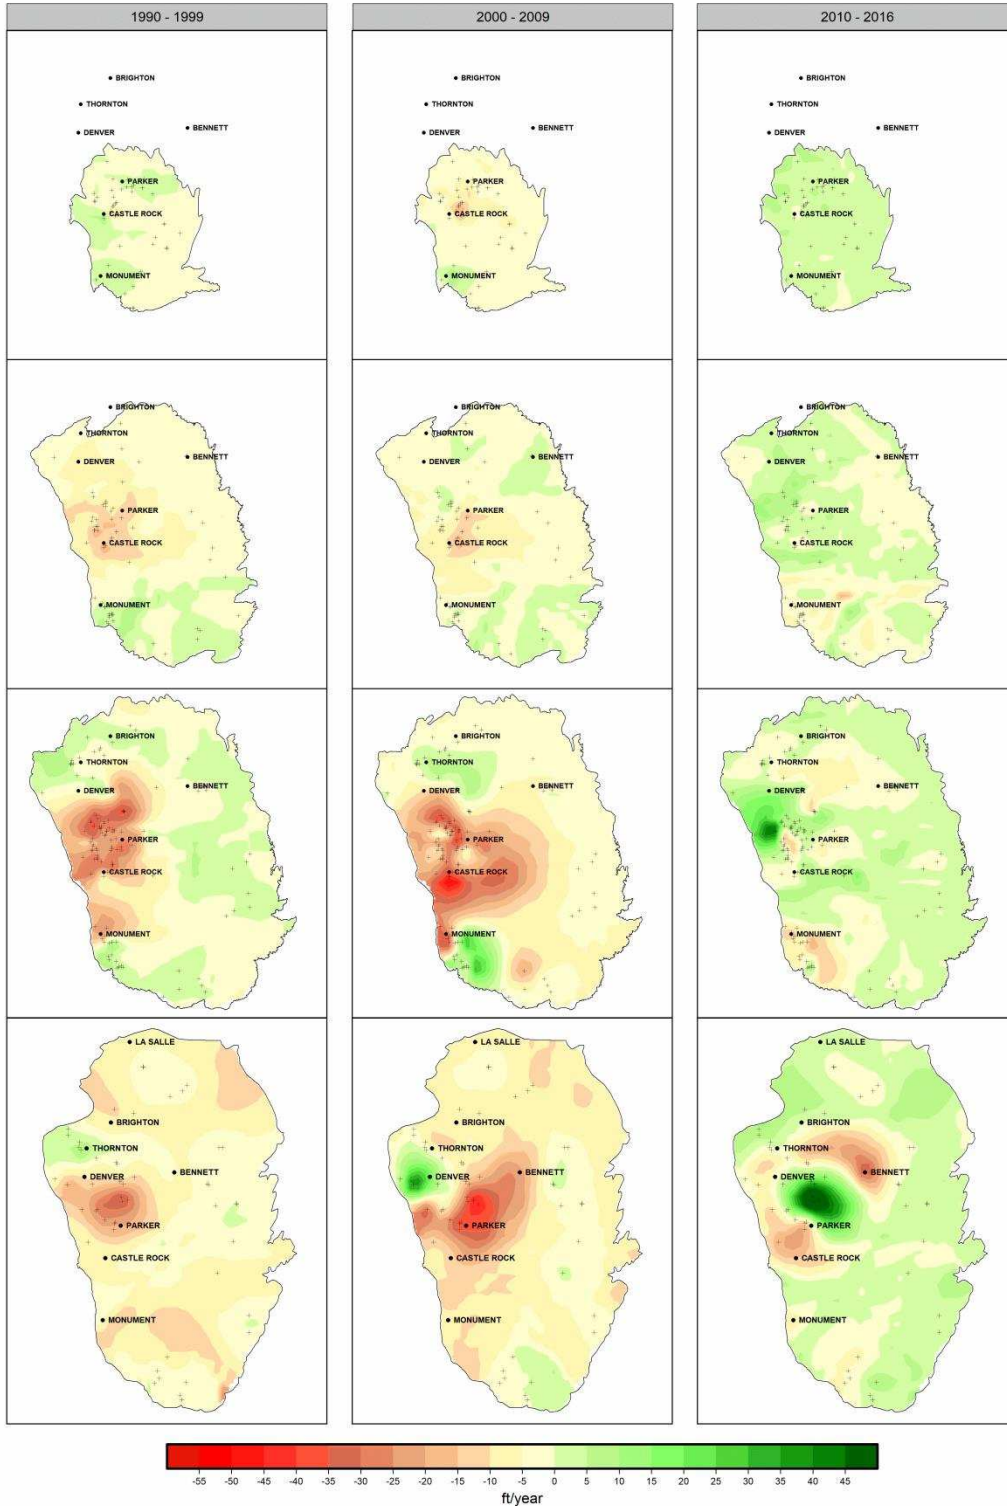 1990 - 1999
2000 - 2009
2010 - 2016
BRIGHTON
THORNTON
DENVER
BENNETT
PARKER
CASTLE ROCK
MONUMENT
BRIGHTON
THORNTON
DENVER
BENNETT
PARKER
CASTLE ROCK
MONUMENT
BRIGHTON
THORNTON
DENVER
BENNETT
PARKER
CASTLE ROCK
MONUMENT
BRIGHTON
THORNTON
DENVER
BENNETT
PARKER
CASTLE ROCK
MONUMENT
BRIGHTON
THORNTON
DENVER
BENNETT
PARKER
CASTLE ROCK
MONUMENT
BRIGHTON
THORNTON
DENVER
BENNETT
PARKER
CASTLE ROCK
MONUMENT
BRIGHTON
THORNTON
DENVER
BENNETT
PARKER
CASTLE ROCK
MONUMENT
BRIGHTON
THORNTON
DENVER
BENNETT
PARKER
CASTLE ROCK
MONUMENT
BRIGHTON
THORNTON
DENVER
BENNETT
PARKER
CASTLE ROCK
MONUMENT
LA SALLE
BRIGHTON
THORNTON
DENVER
BENNETT
PARKER
CASTLE ROCK
MONUMENT
LA SALLE
BRIGHTON
THORNTON
DENVER
BENNETT
PARKER
CASTLE ROCK
MONUMENT
LA SALLE
BRIGHTON
THORNTON
DENVER
BENNETT
PARKER
CASTLE ROCK
MONUMENT
-55 -50 -45 -40 -35 -30 -25 -20 -15 -10 -5 0 5 10 15 20 25 30 35 40 45
ft/year